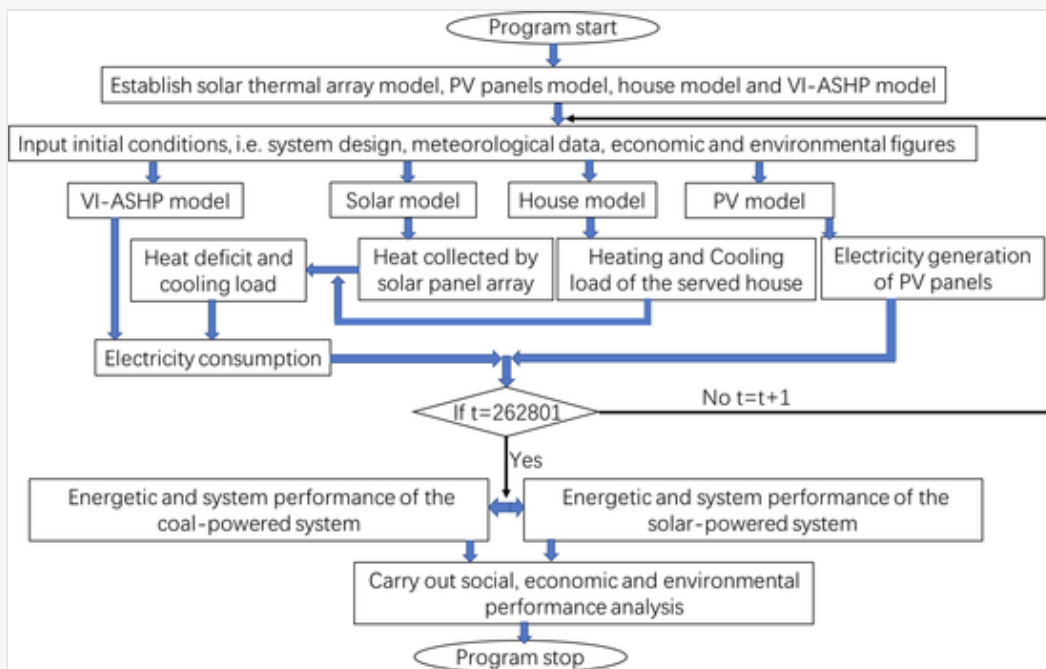 Program start
Establish solar thermal array model, PV panels model, house model and VI-ASHP model
Input initial conditions, i.e. system design, meteorological data, economic and environmental figures
VI-ASHP model
Solar model
House model
PV model
Heat deficit and
cooling load
Heat collected by
solar panel array
Heating and Cooling
load of the served house
Electricity generation
of PV panels
Electricity consumption
If t=262801
No t=t+1
Yes
Energetic and system performance of the
coal-powered system
Energetic and system performance of the
solar-powered system
Carry out social, economic and environmental
performance analysis
Program stop